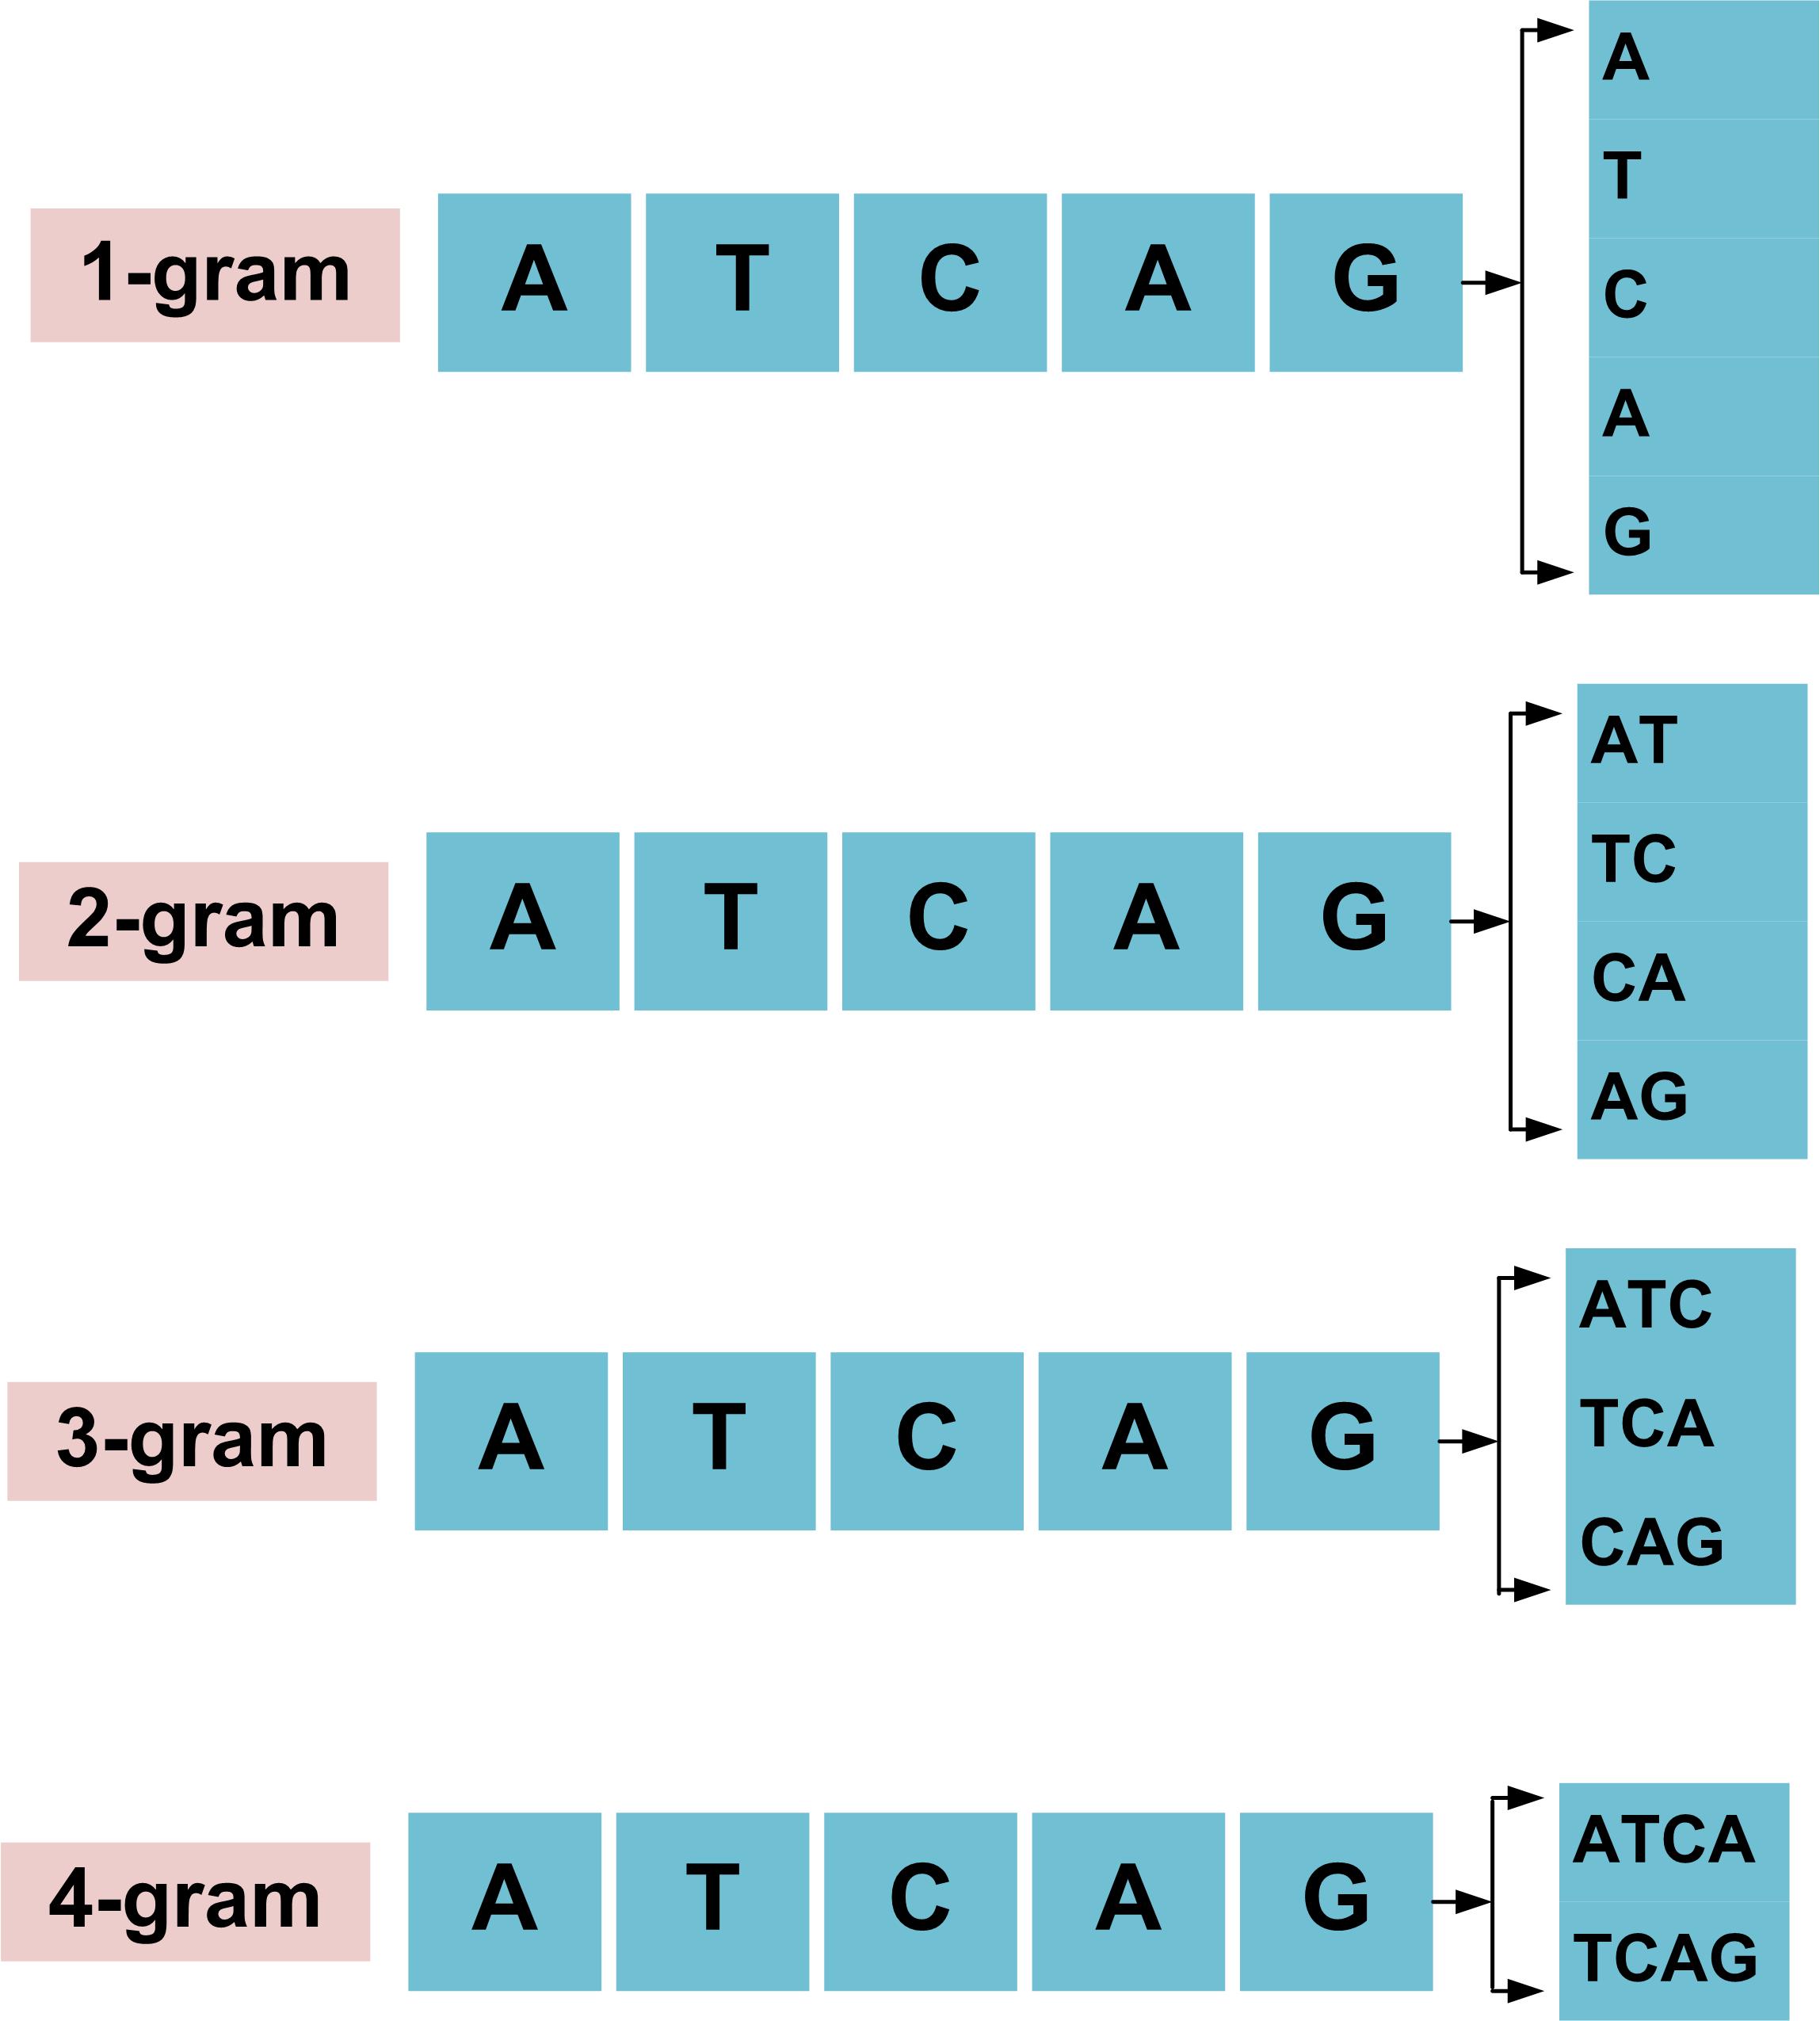 1-gram
A T C A G
A
T
C
A
G
2-gram
A T C A G
AT
TC
CA
AG
3-gram
A T C A G
ATC
TCA
CAG
4-gram
A T C A G
ATCA
TCAG